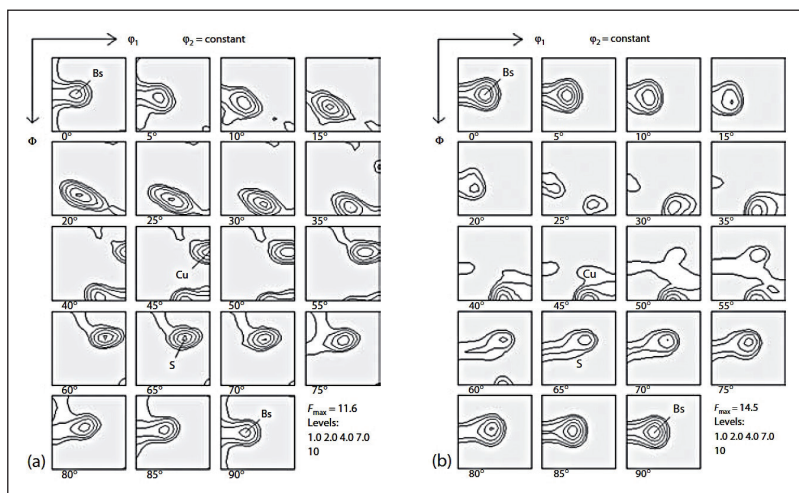 φ1 φ2 = constant
Φ
Bs
0° 5° 10° 15°
20° 25° 30° 35°
Cu
40° 45° 50° 55°
S
60° 65° 70° 75°
Bs
80° 85° 90°
Fmax = 11.6
Levels:
1.0 2.0 4.0 7.0
10
(a)
φ1 φ2 = constant
Φ
Bs
0° 5° 10° 15°
20° 25° 30° 35°
Cu
40° 45° 50° 55°
S
60° 65° 70° 75°
Bs
80° 85° 90°
Fmax = 14.5
Levels:
1.0 2.0 4.0 7.0
10
(b)